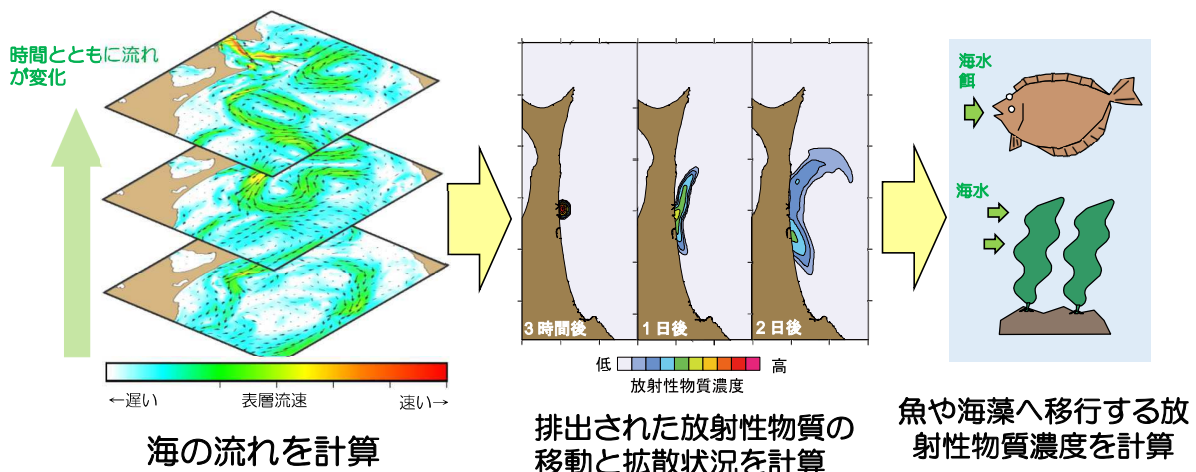 時間とともに流れ
が変化
←遅い 表層流速 速い→
海の流れを計算
3時間後 1日後 2日後
低 高
放射性物質濃度
排出された放射性物質の
移動と拡散状況を計算
海水
餌
海水
魚や海藻へ移行する放
射性物質濃度を計算